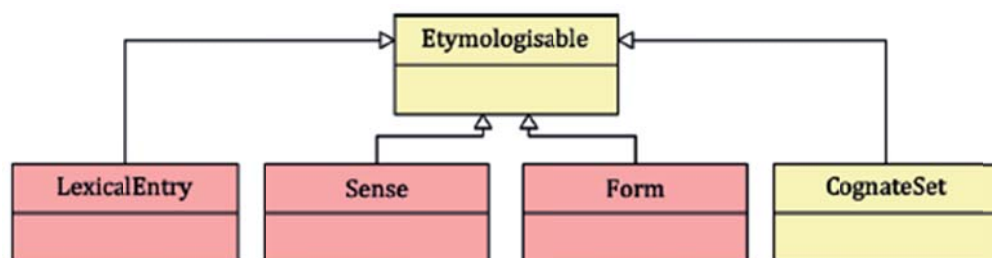 Etymologisable
LexicalEntry
Sense
Form
CognateSet